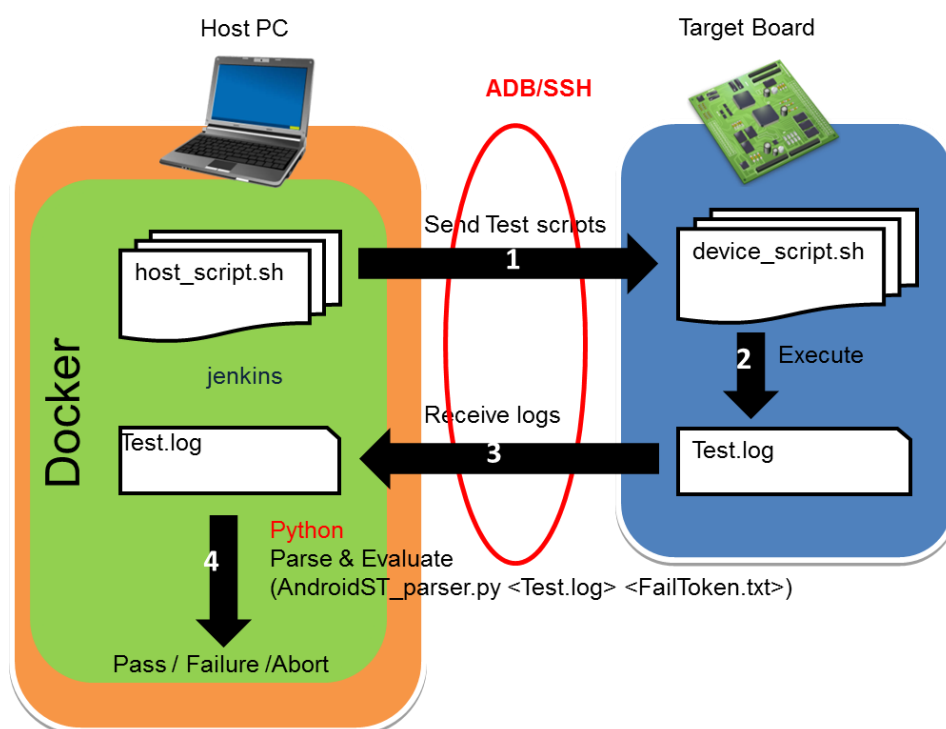 Host PC
Target Board
ADB/SSH
Send Test scripts
1
host_script.sh
device_script.sh
2
Execute
Docker
jenkins
Receive logs
3
Test.log
Test.log
4
Python
Parse & Evaluate
(AndroidST_parser.py <Test.log> <FailToken.txt>)
Pass / Failure /Abort